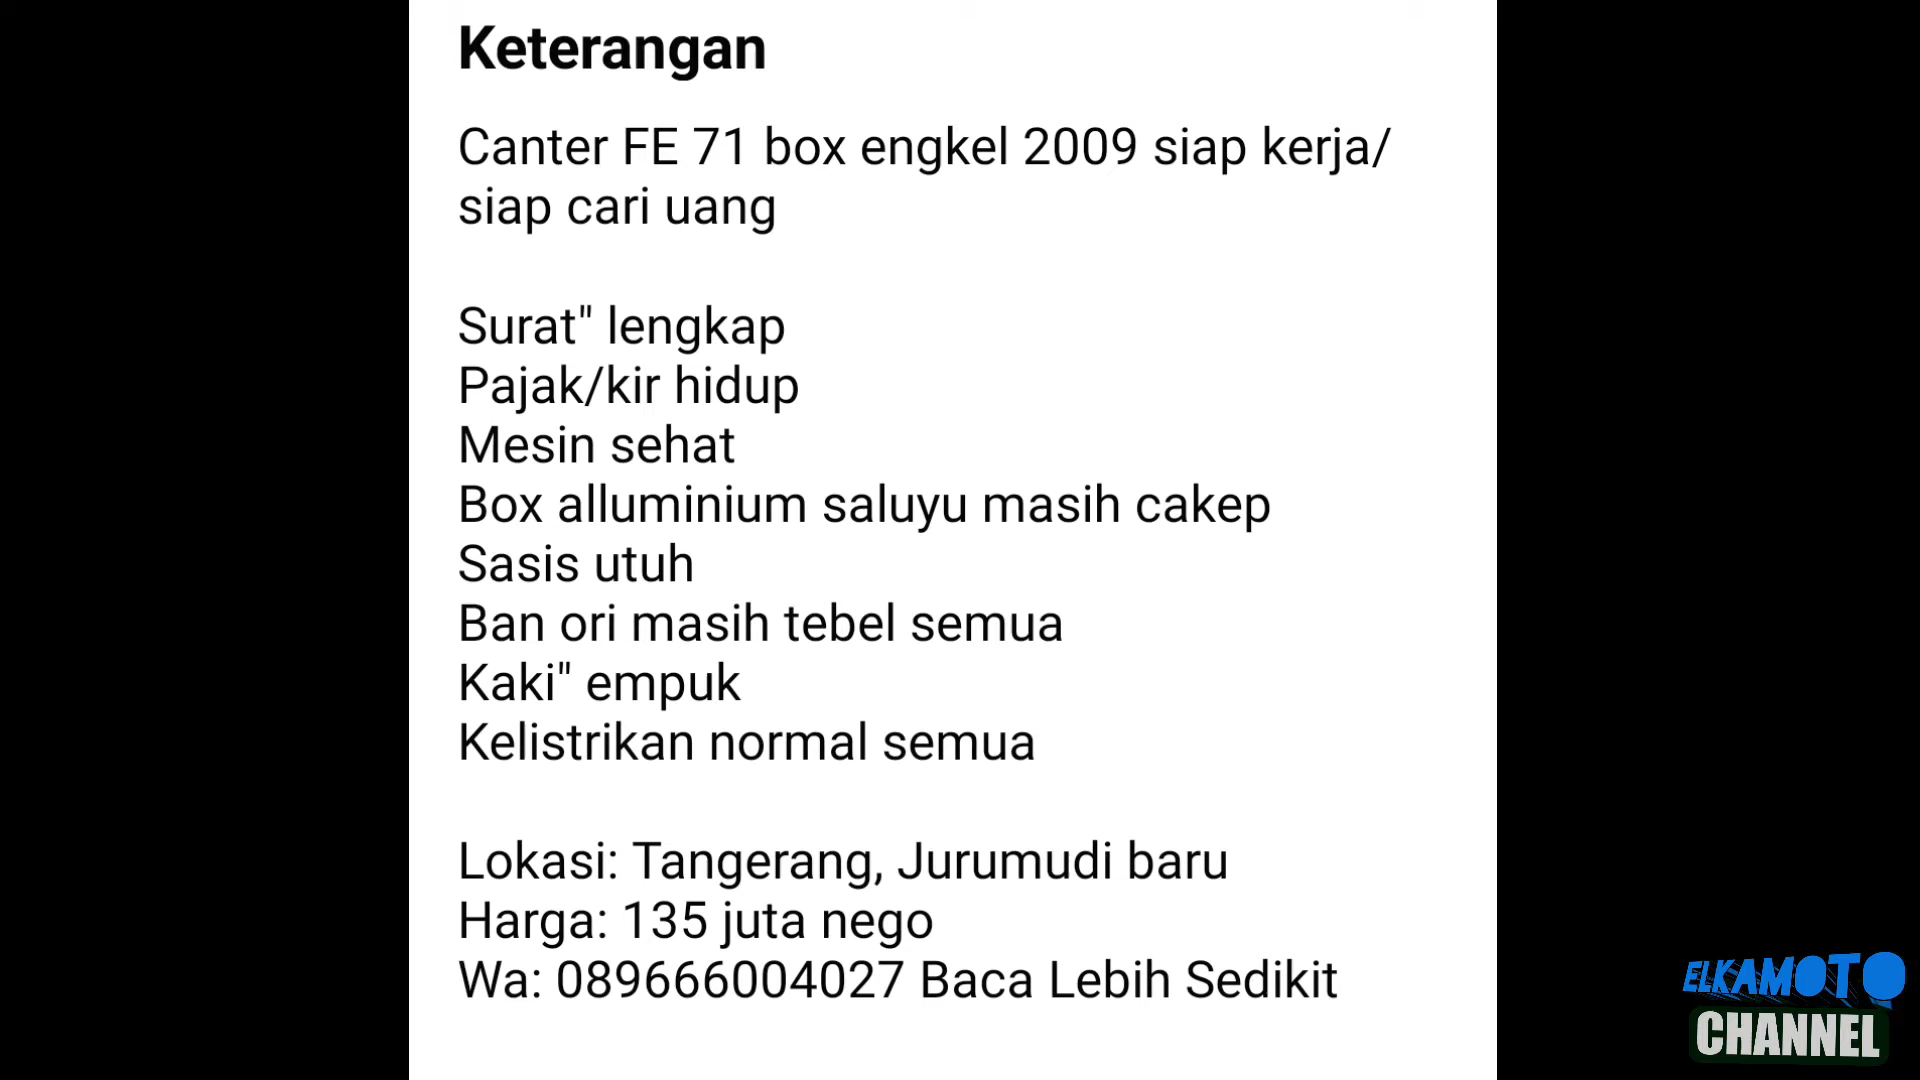 Keterangan
Canter FE 71 box engkel 2009 siap kerja/
siap cari uang
Surat" lengkap
Pajak/kir hidup
Mesin sehat
Box alluminium saluyu masih cakep
Sasis utuh
Ban ori masih tebel semua
Kaki" empuk
Kelistrikan normal semua
Lokasi: Tangerang, Jurumudi baru
Harga: 135 juta nego
Wa: 089666004027 Baca Lebih Sedikit
ELKAMOTO
CHANNEL